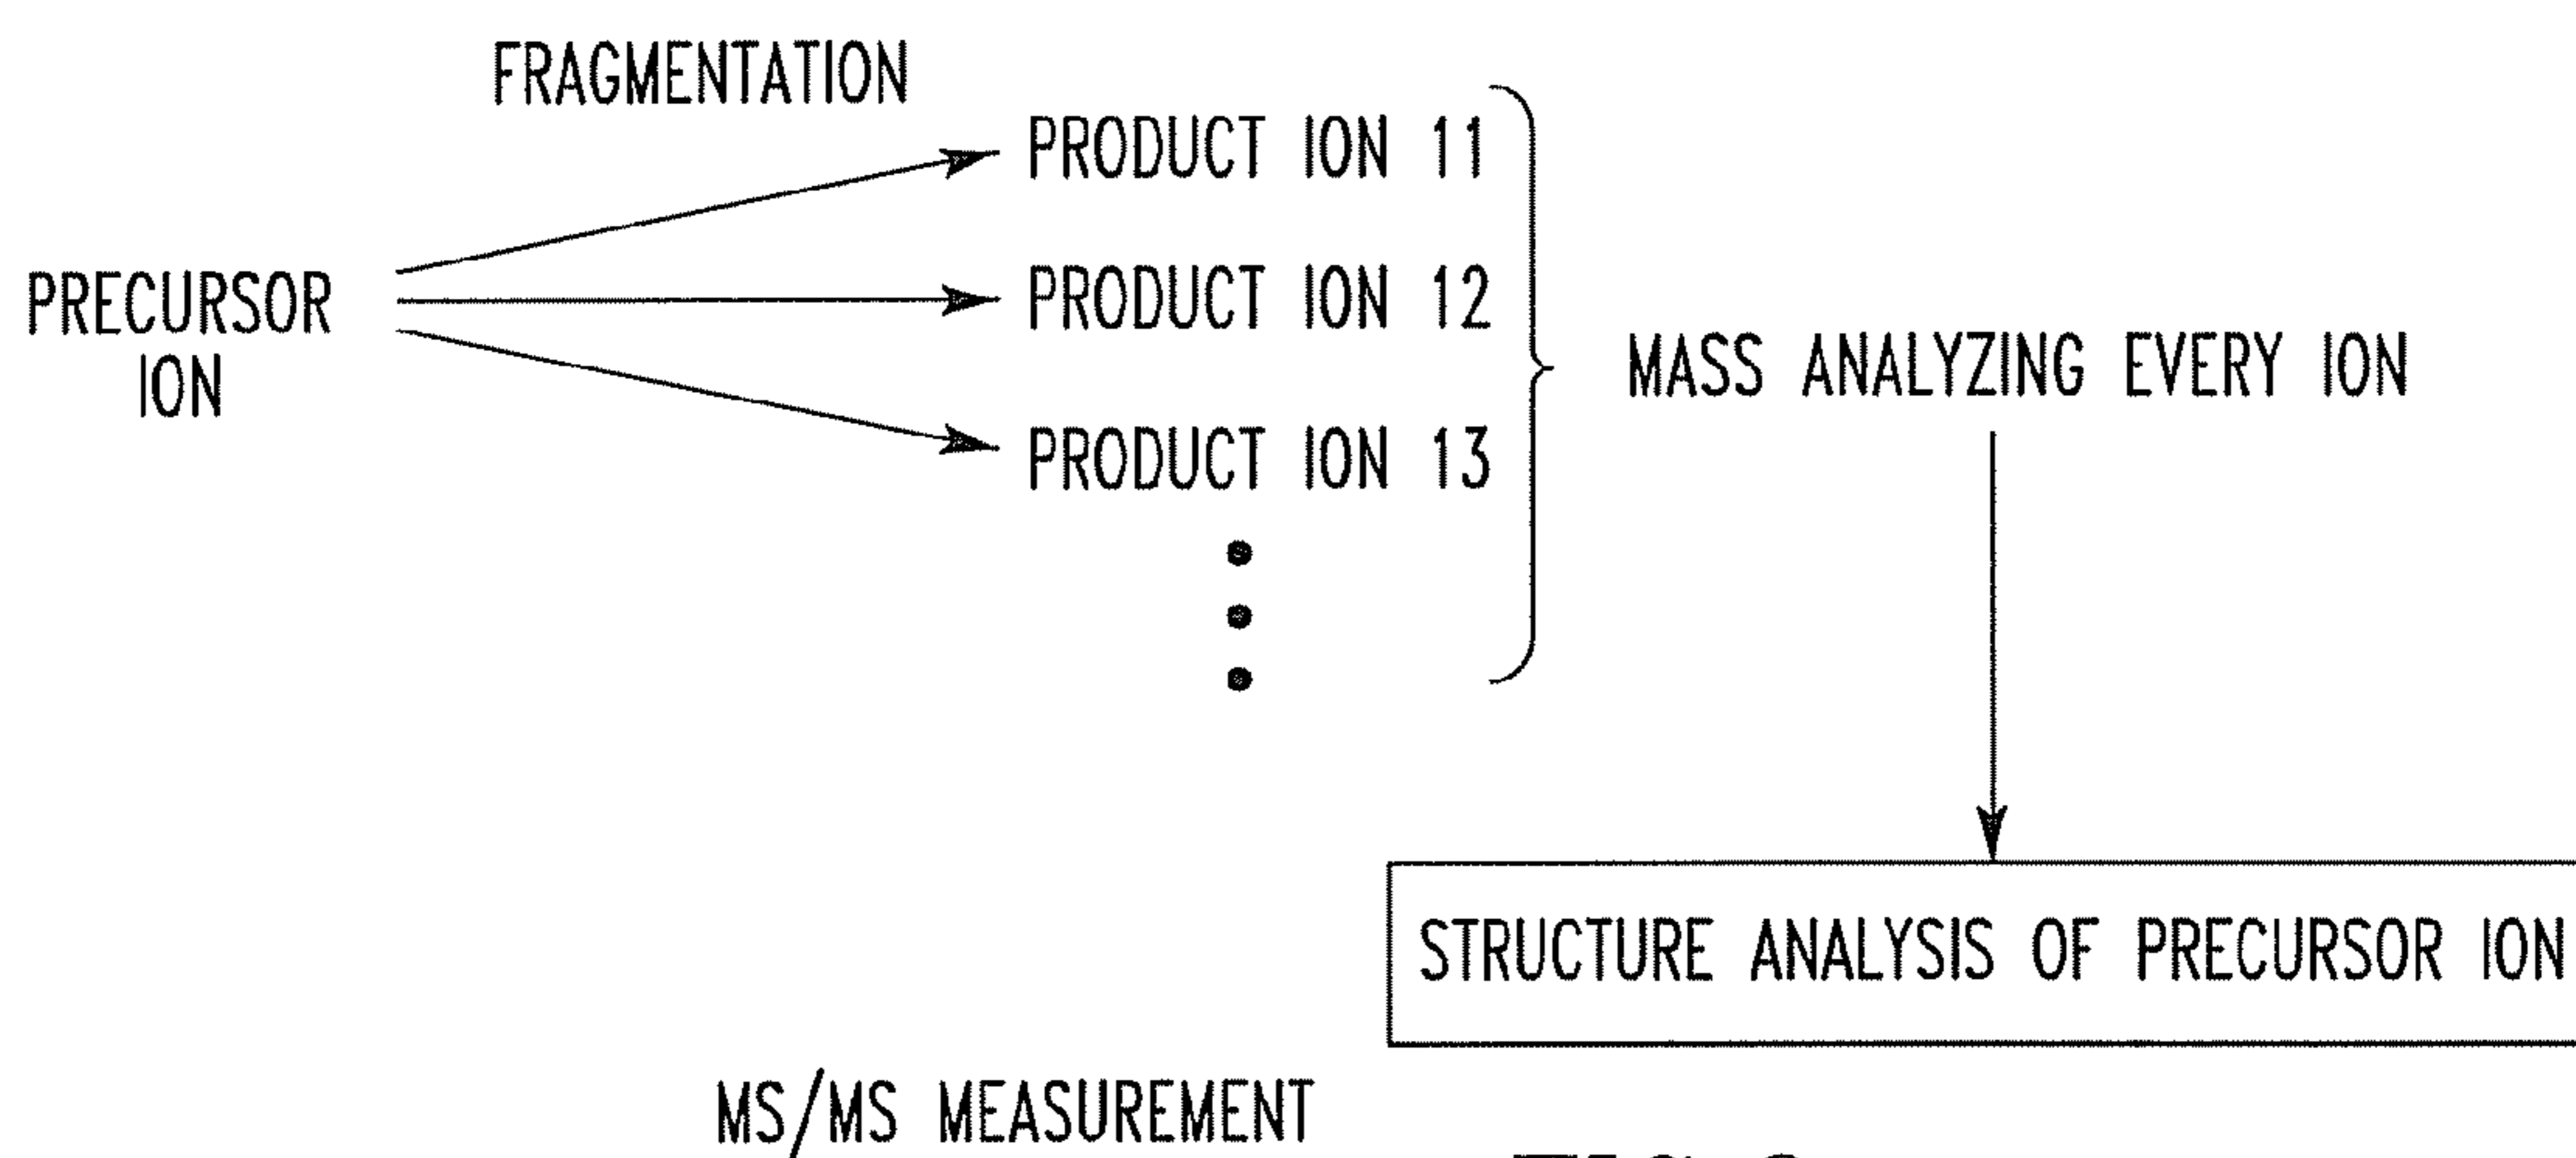 FRAGMENTATION
PRECURSOR
ION
PRODUCT ION 11
PRODUCT ION 12
PRODUCT ION 13
MASS ANALYZING EVERY ION
STRUCTURE ANALYSIS OF PRECURSOR ION
MS/MS MEASUREMENT